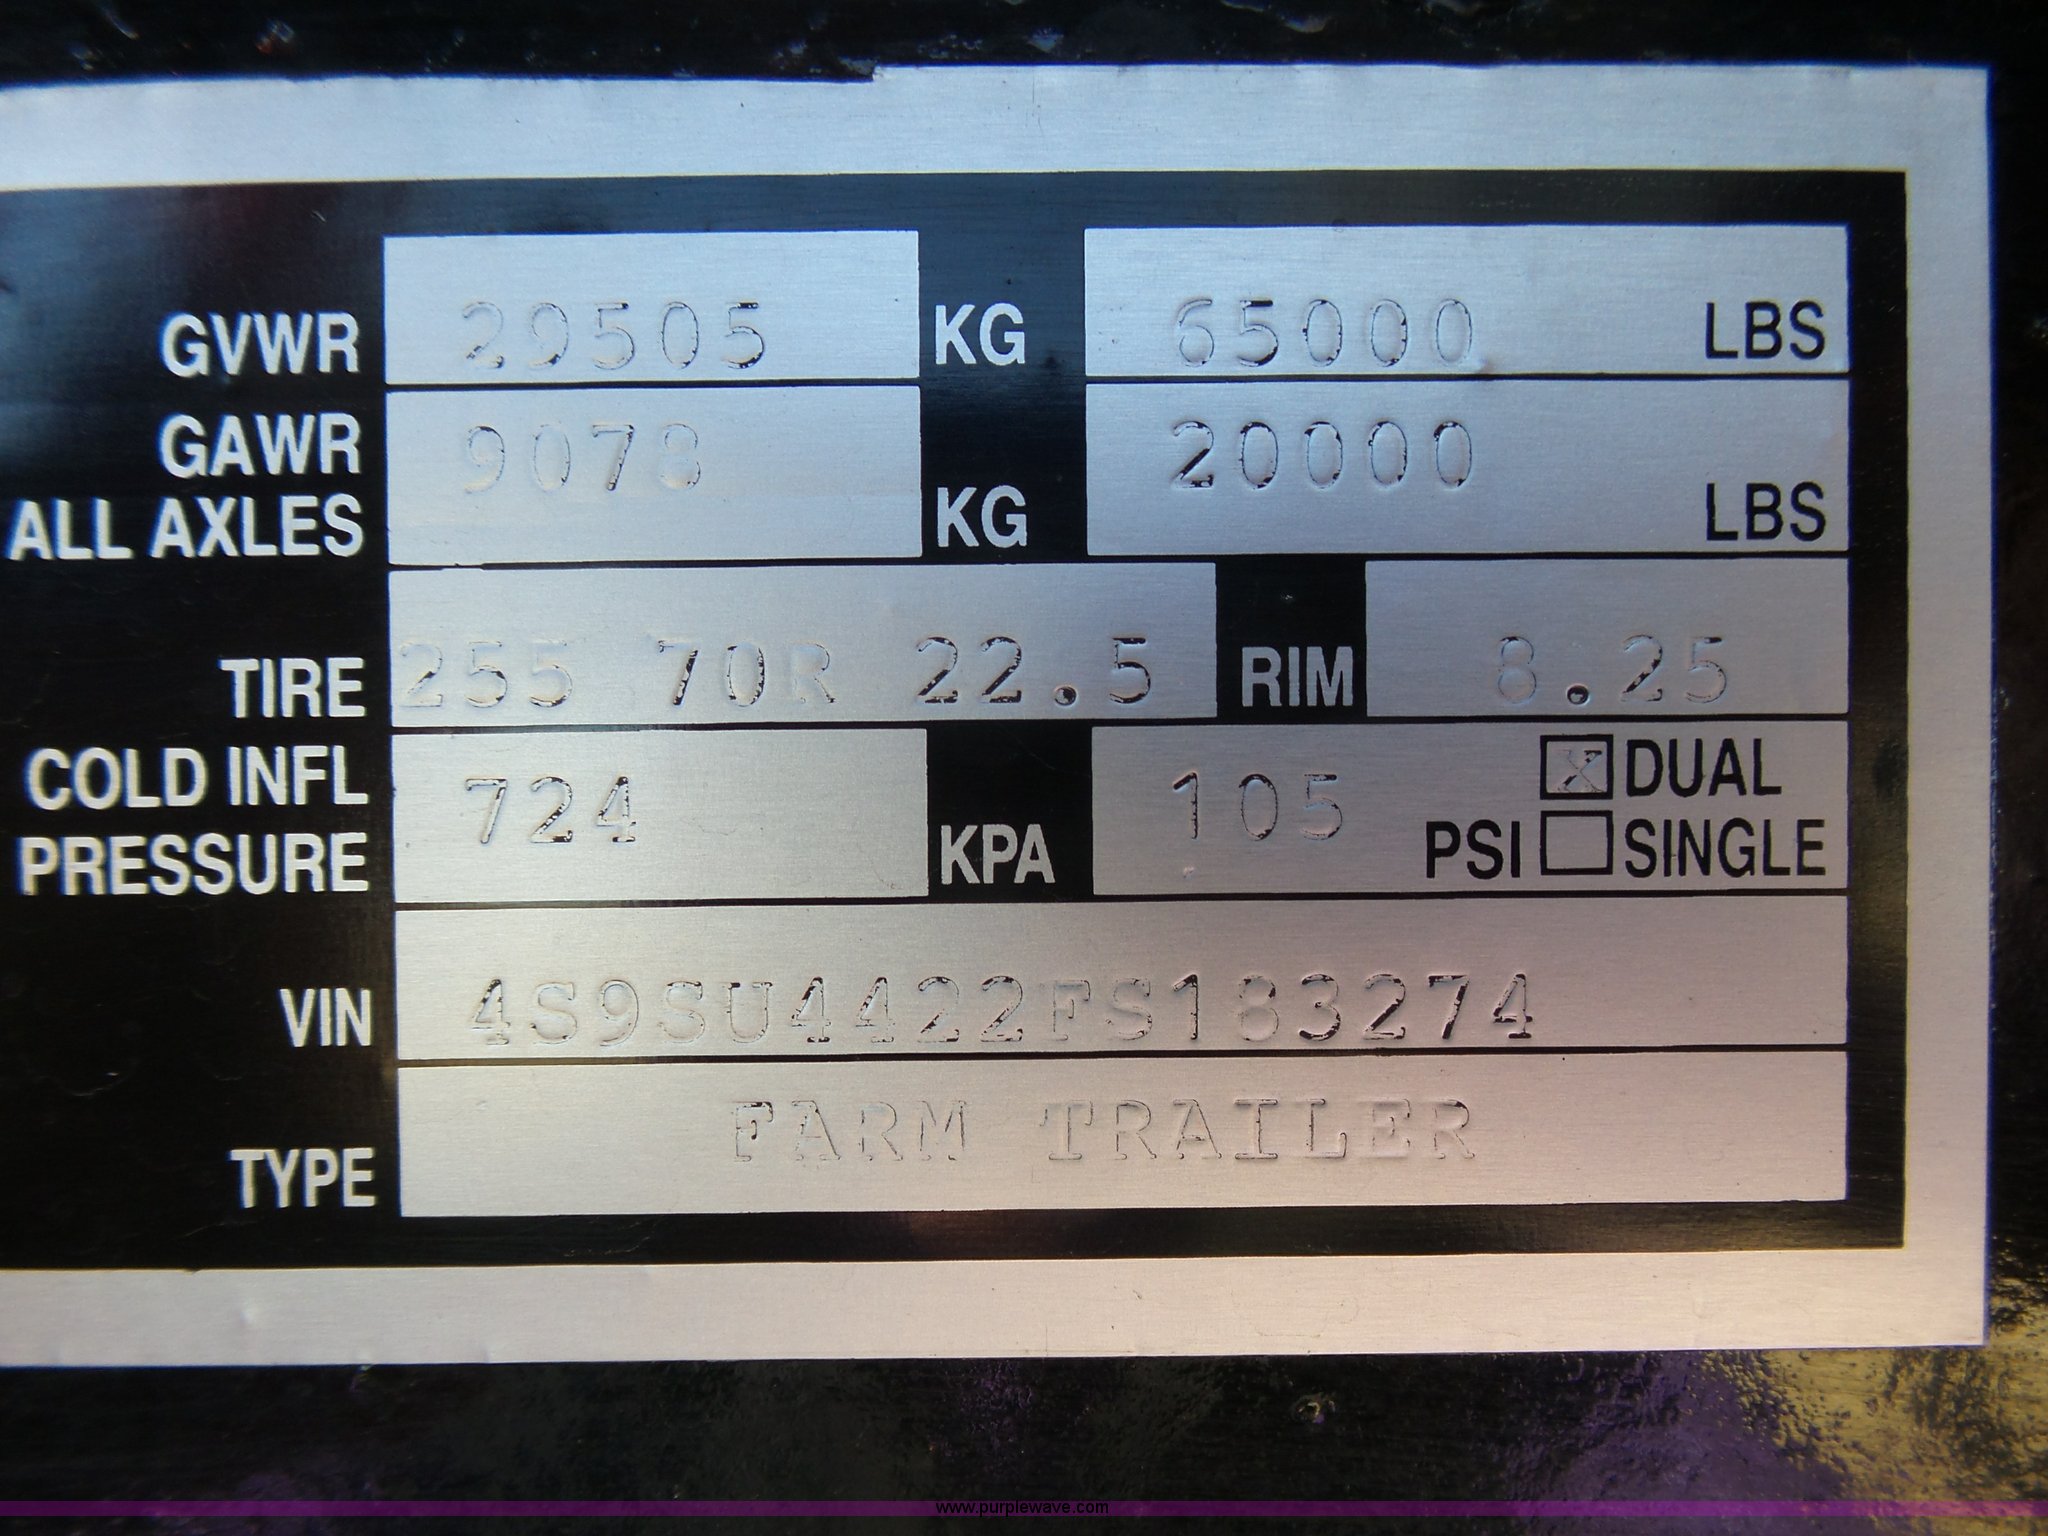 GVWR 29505 KG 65000 LBS
GAWR 9078 20000
ALL AXLES KG LBS
TIRE 255 70R 22.5 RIM 8.25
COLD INFL 724 105 X DUAL
PRESSURE KPA PSI SINGLE
VIN 4S9SU4422FS183274
TYPE FARM TRAILER
www.purplewave.com